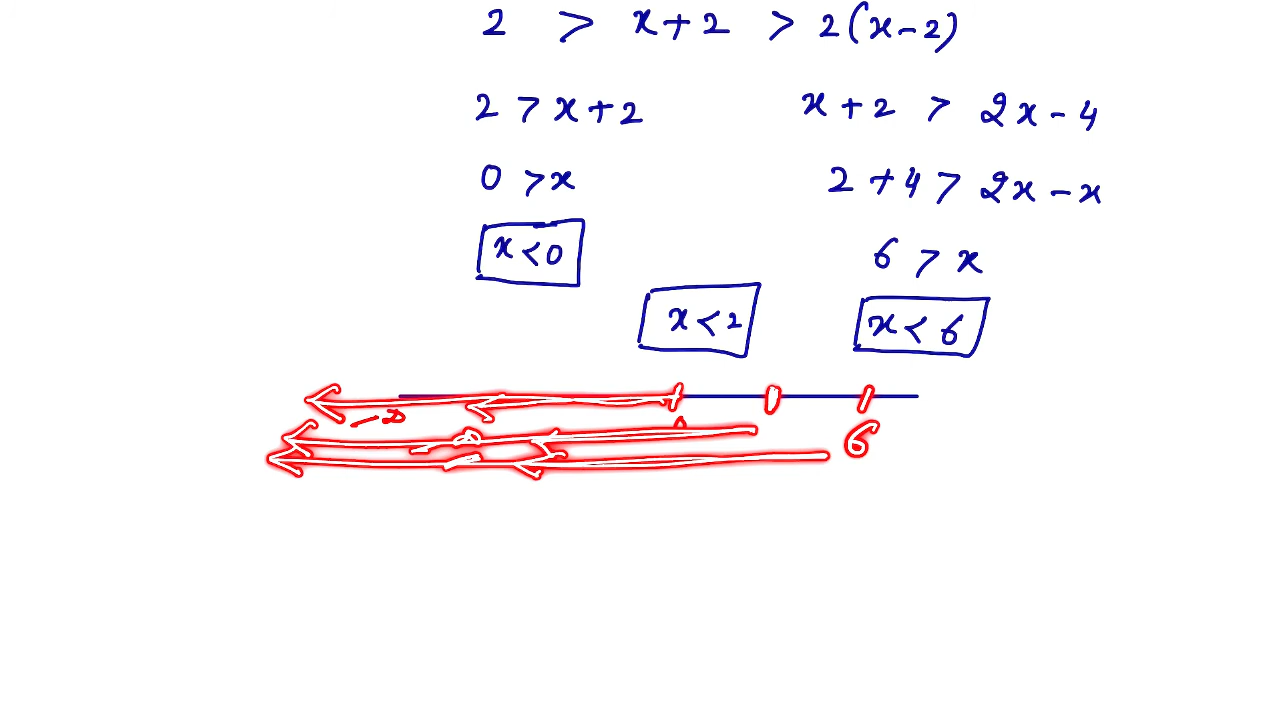 2 > x + 2 > 2(x - 2)
2 > x + 2 x + 2 > 2x - 4
0 > x 2 + 4 > 2x - x
x < 0 6 > x
x < 2 x < 6
6